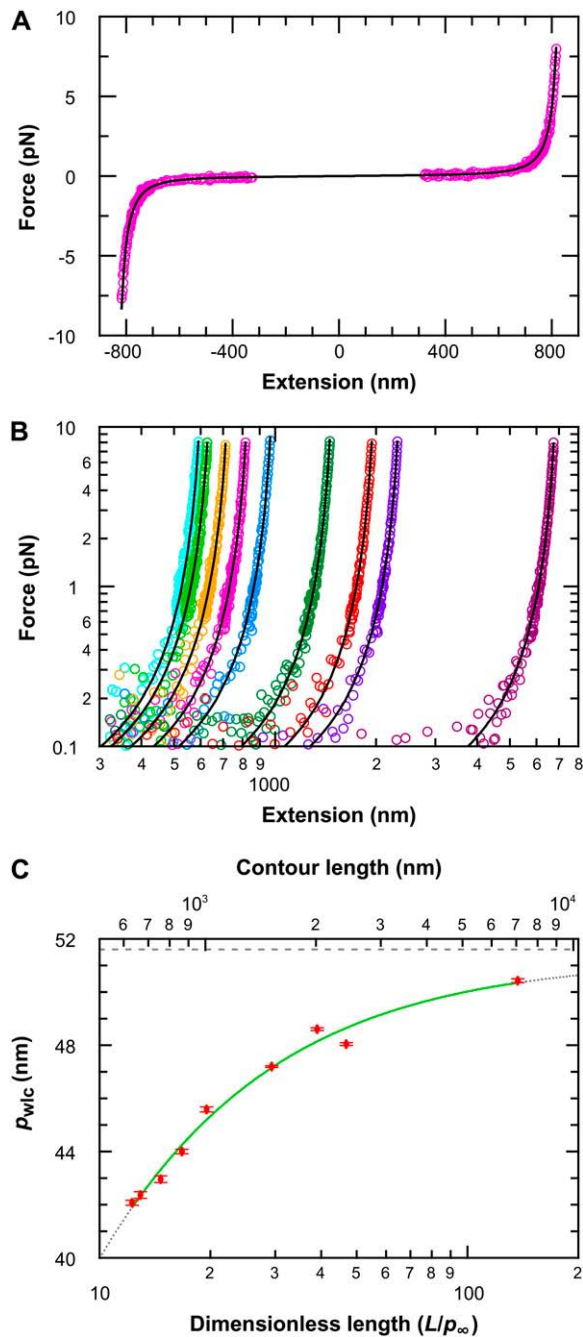 A
10
5
0
-5
-10
Force (pN)
-800 -400 0 400 800
Extension (nm)
B
10
6
4
2
1
6
4
2
0.1
Force (pN)
3 4 5 6 7 8 9 2 3 4 5 6 7 8
1000
Extension (nm)
C
Contour length (nm)
10³ 10⁴
6 7 8 9 2 3 4 5 6 7 8 9
52
48
44
40
pwlc (nm)
2 3 4 5 6 7 8 9 2
10 100
Dimensionless length (L/p∞)